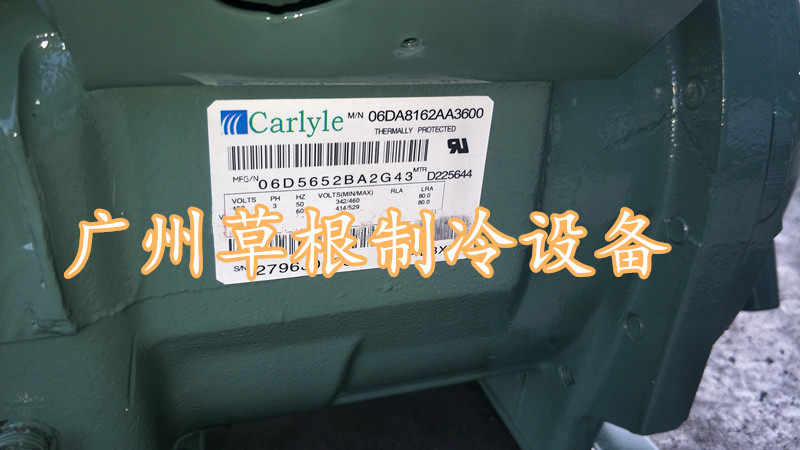 Carlyle M/N 06DA8162AA3600
THERMALLY PROTECTED
MFG/N 06D5652BA2G43 MTR D225644
VOLTS PH HZ VOLTS(MIN/MAX) RLA LRA
3 50 342/460 80.0
60 414/529 80.0
广州草根制冷设备
S/N